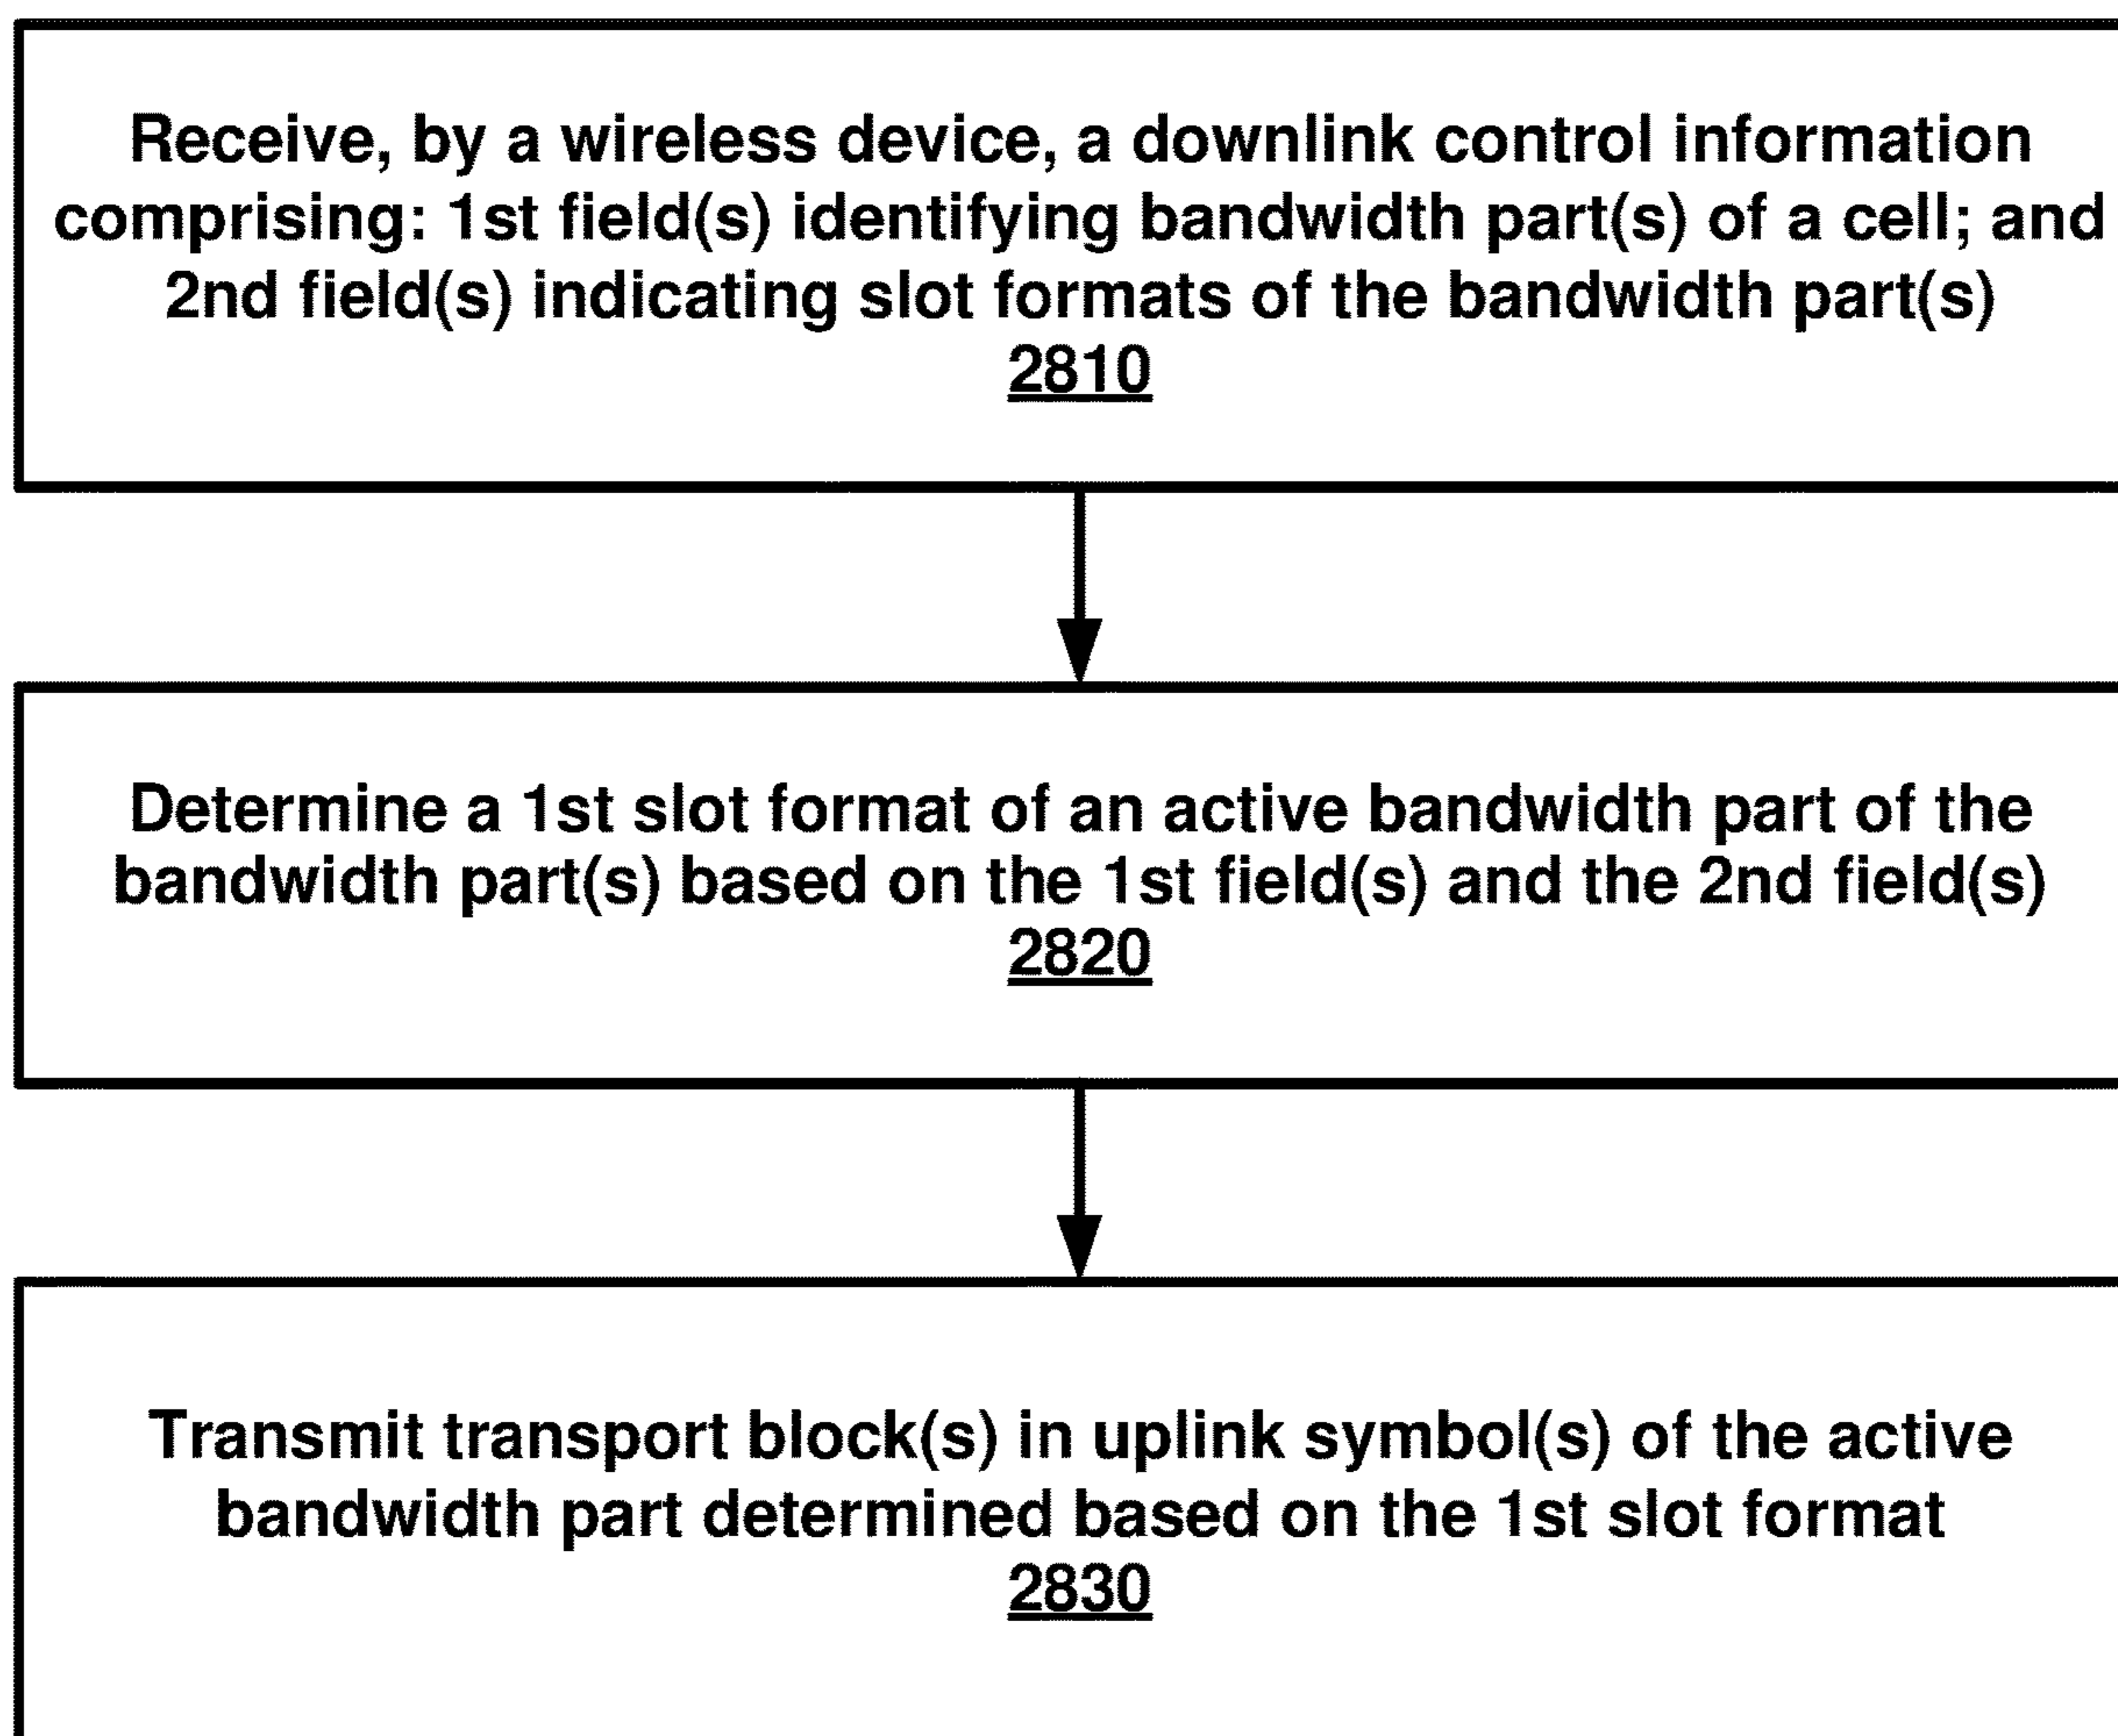 Receive, by a wireless device, a downlink control information
comprising: 1st field(s) identifying bandwidth part(s) of a cell; and
2nd field(s) indicating slot formats of the bandwidth part(s)
2810
Determine a 1st slot format of an active bandwidth part of the
bandwidth part(s) based on the 1st field(s) and the 2nd field(s)
2820
Transmit transport block(s) in uplink symbol(s) of the active
bandwidth part determined based on the 1st slot format
2830